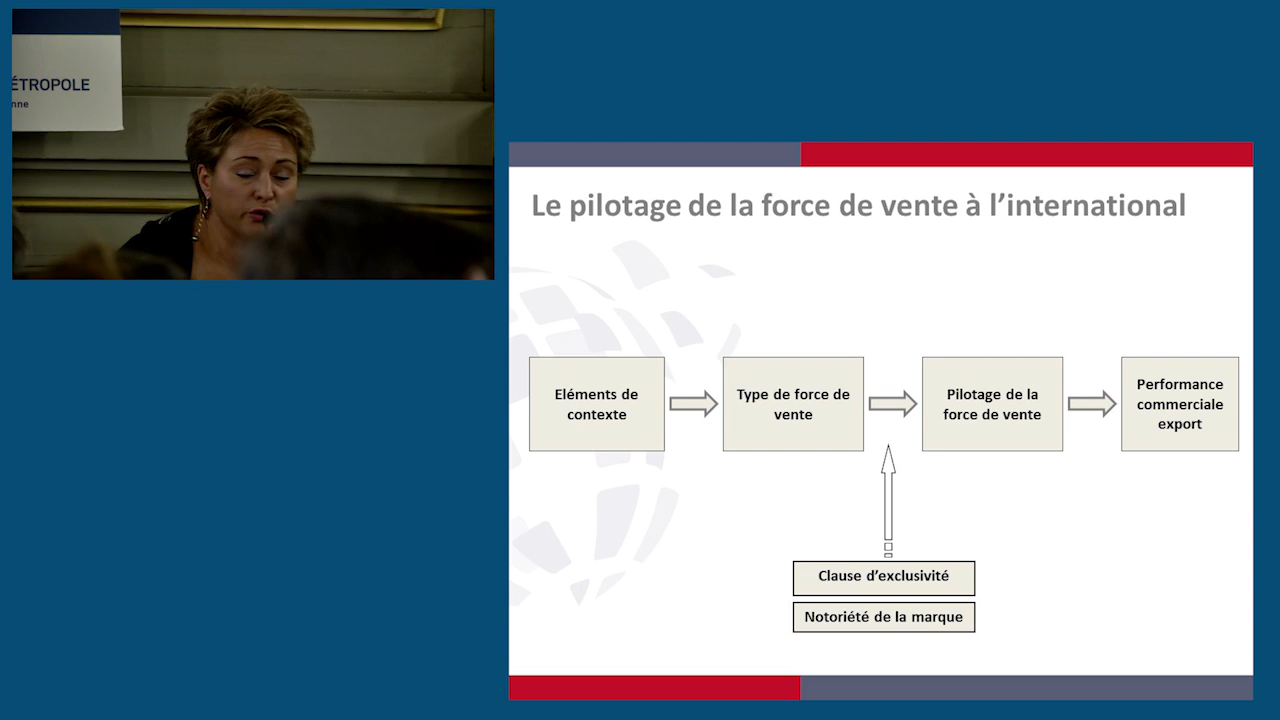 ÉTROPOLE
nne
Le pilotage de la force de vente à l’international
Eléments de
contexte
Type de force de
vente
Pilotage de la
force de vente
Performance
commerciale
export
Clause d’exclusivité
Notoriété de la marque